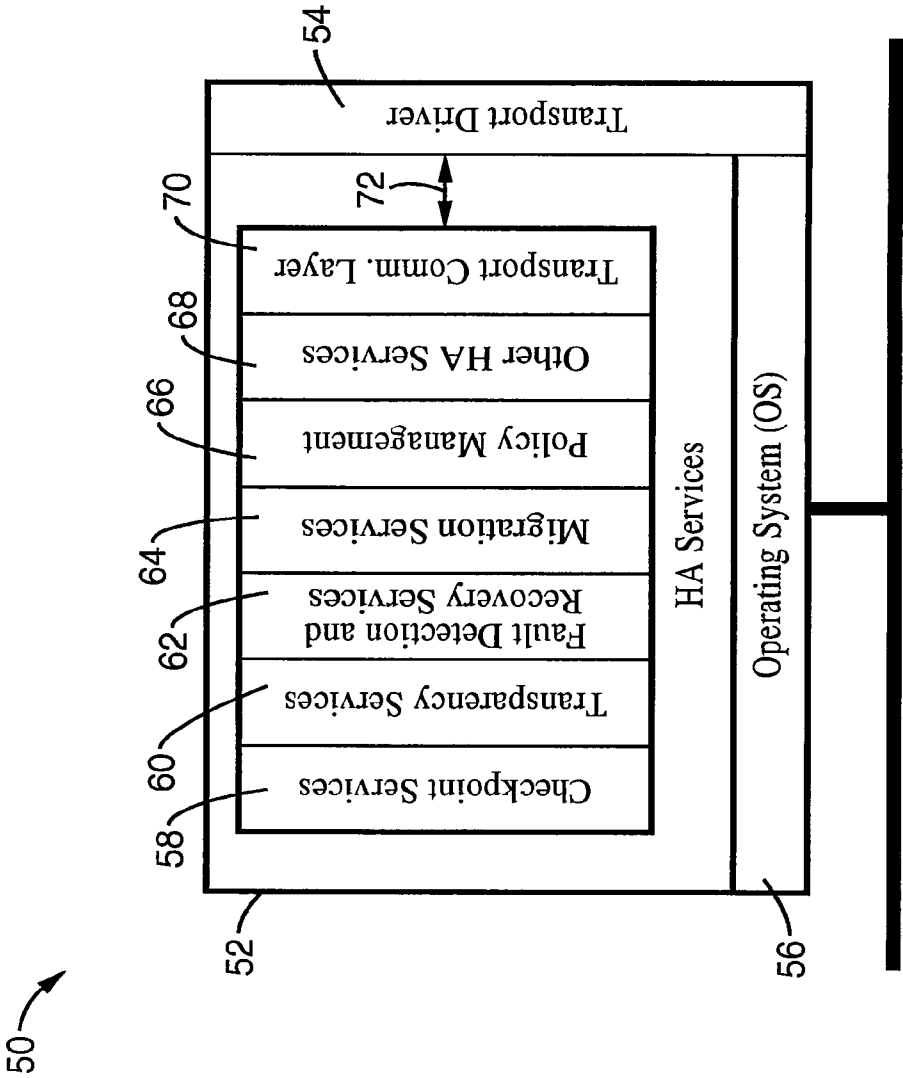 50
52
54
56
58
60
62
64
66
68
70
72
Checkpoint Services
Transparency Services
Fault Detection and
Recovery Services
Migration Services
Policy Management
Other HA Services
Transport Comm. Layer
Transport Driver
HA Services
Operating System (OS)